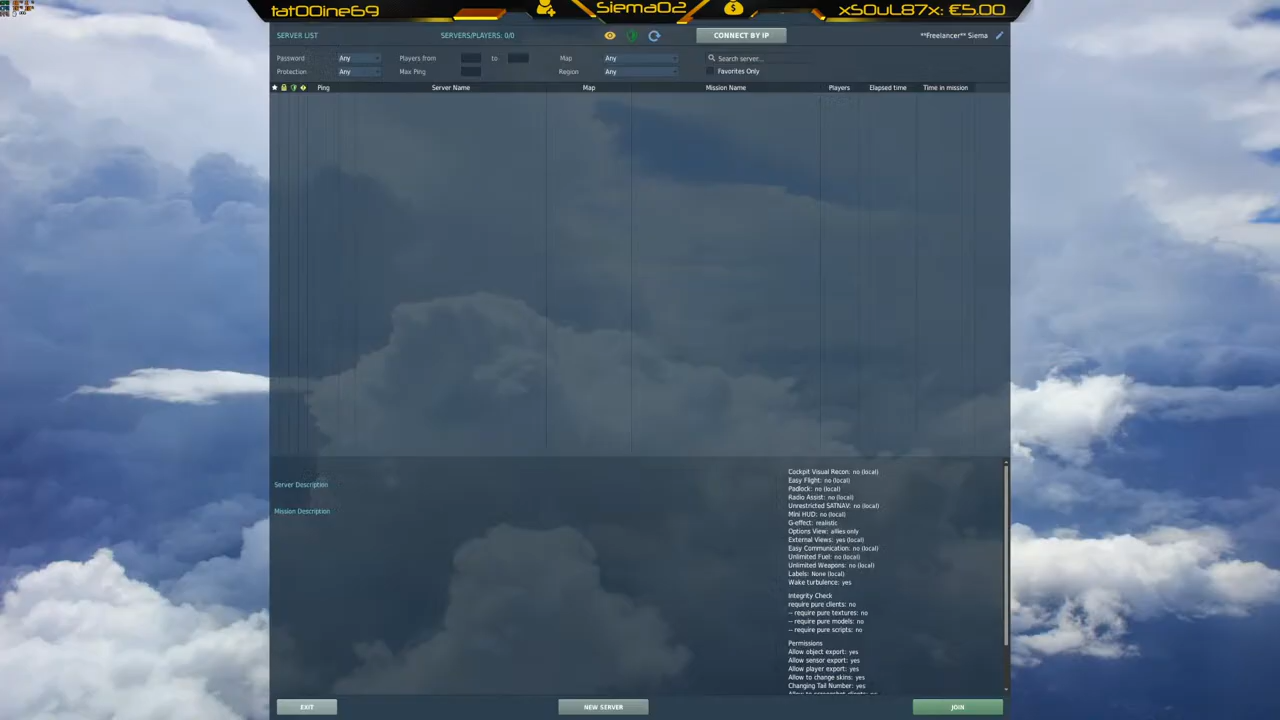 tat00ine69
Siema02
xS0uL87x: €5.00
SERVER LIST
SERVERS/PLAYERS: 0/0
CONNECT BY IP
**Freelancer** Siema
Password Any Players from to Map Any Search server...
Protection Any Max Ping Region Any Favorites Only
Ping Server Name Map Mission Name Players Elapsed time Time in mission
Server Description
Mission Description
Cockpit Visual Recon: no (local)
Easy Flight: no (local)
Padlock: no (local)
Radio Assist: no (local)
Unrestricted SATNAV: no (local)
Mini HUD: no (local)
G-effect: realistic
Options View: allies only
External Views: yes (local)
Easy Communication: no (local)
Unlimited Fuel: no (local)
Unlimited Weapons: no (local)
Labels: None (local)
Wake turbulence: yes
Integrity Check
require pure clients: no
-- require pure textures: no
-- require pure models: no
-- require pure scripts: no
Permissions
Allow object export: yes
Allow sensor export: yes
Allow player export: yes
Allow to change skins: yes
Changing Tail Number: yes
EXIT
NEW SERVER
JOIN